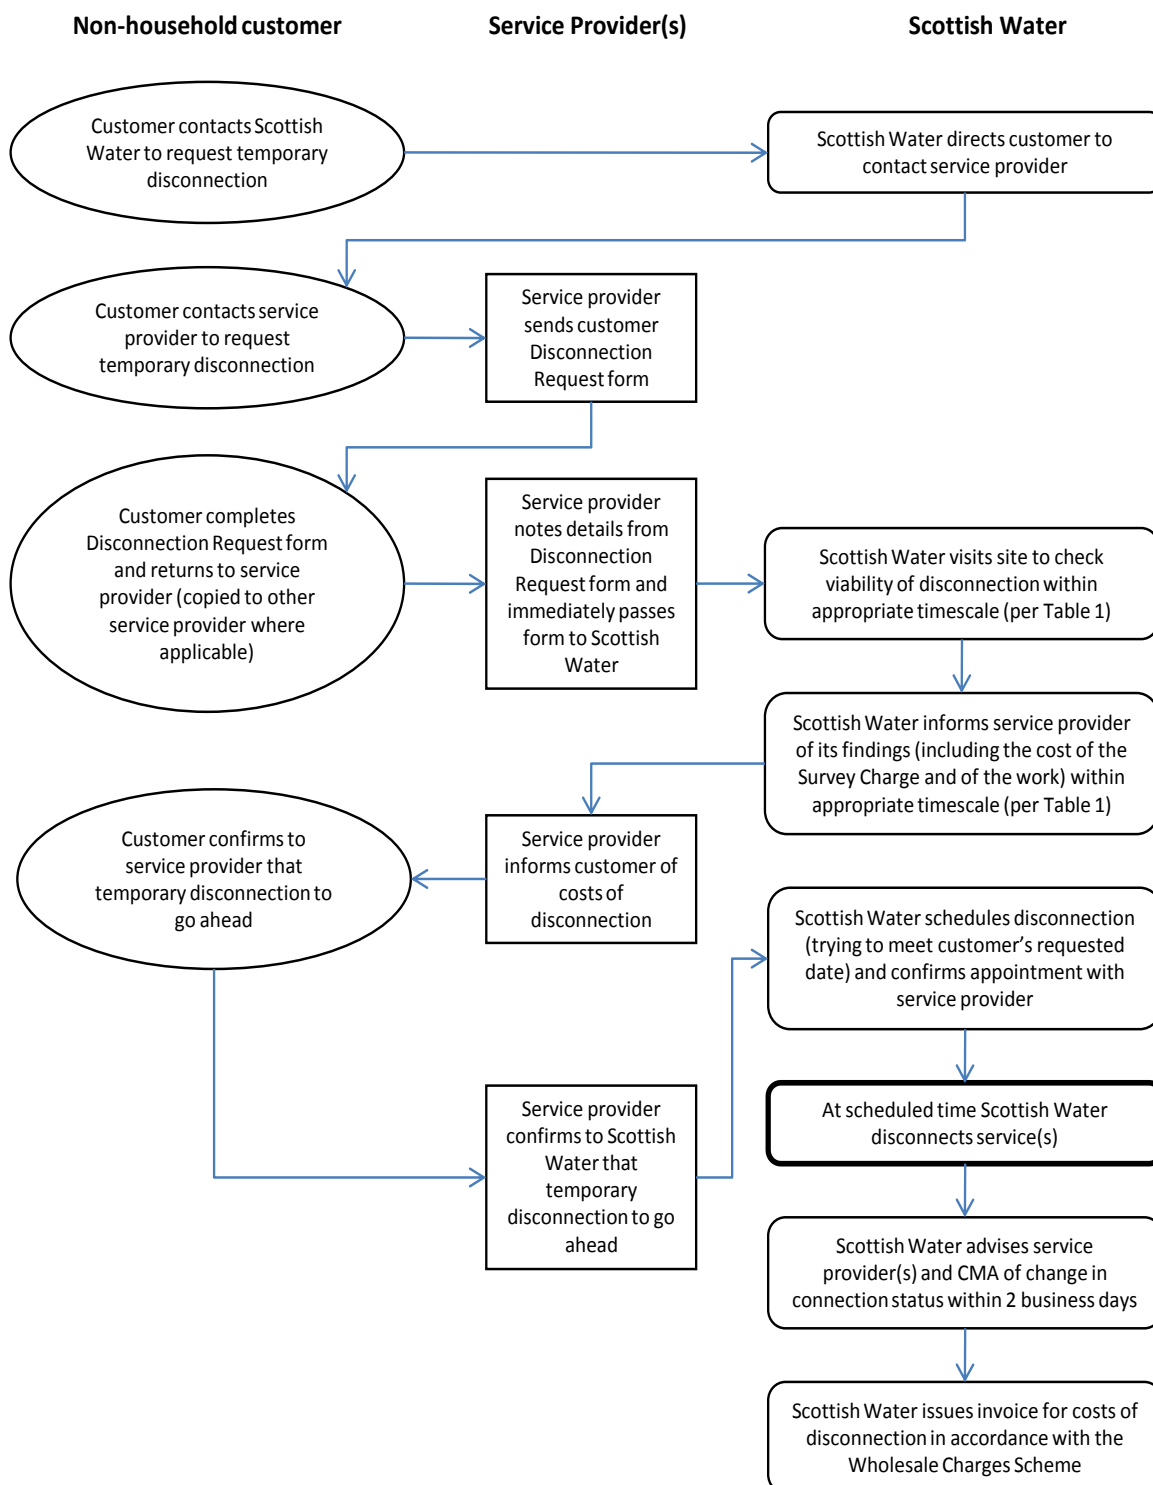 Non-household customer
Service Provider(s)
Scottish Water
Customer contacts Scottish
Water to request temporary
disconnection
Scottish Water directs customer to
contact service provider
Customer contacts service
provider to request
temporary disconnection
Service provider
sends customer
Disconnection
Request form
Customer completes
Disconnection Request form
and returns to service
provider (copied to other
service provider where
applicable)
Service provider
notes details from
Disconnection
Request form and
immediately passes
form to Scottish
Water
Scottish Water visits site to check
viability of disconnection within
appropriate timescale (per Table 1)
Scottish Water informs service provider
of its findings (including the cost of the
Survey Charge and of the work) within
appropriate timescale (per Table 1)
Service provider
informs customer of
costs of
disconnection
Customer confirms to
service provider that
temporary disconnection to
go ahead
Service provider
confirms to Scottish
Water that
temporary
disconnection to go
ahead
Scottish Water schedules disconnection
(trying to meet customer's requested
date) and confirms appointment with
service provider
At scheduled time Scottish Water
disconnects service(s)
Scottish Water advises service
provider(s) and CMA of change in
connection status within 2 business days
Scottish Water issues invoice for costs of
disconnection in accordance with the
Wholesale Charges Scheme